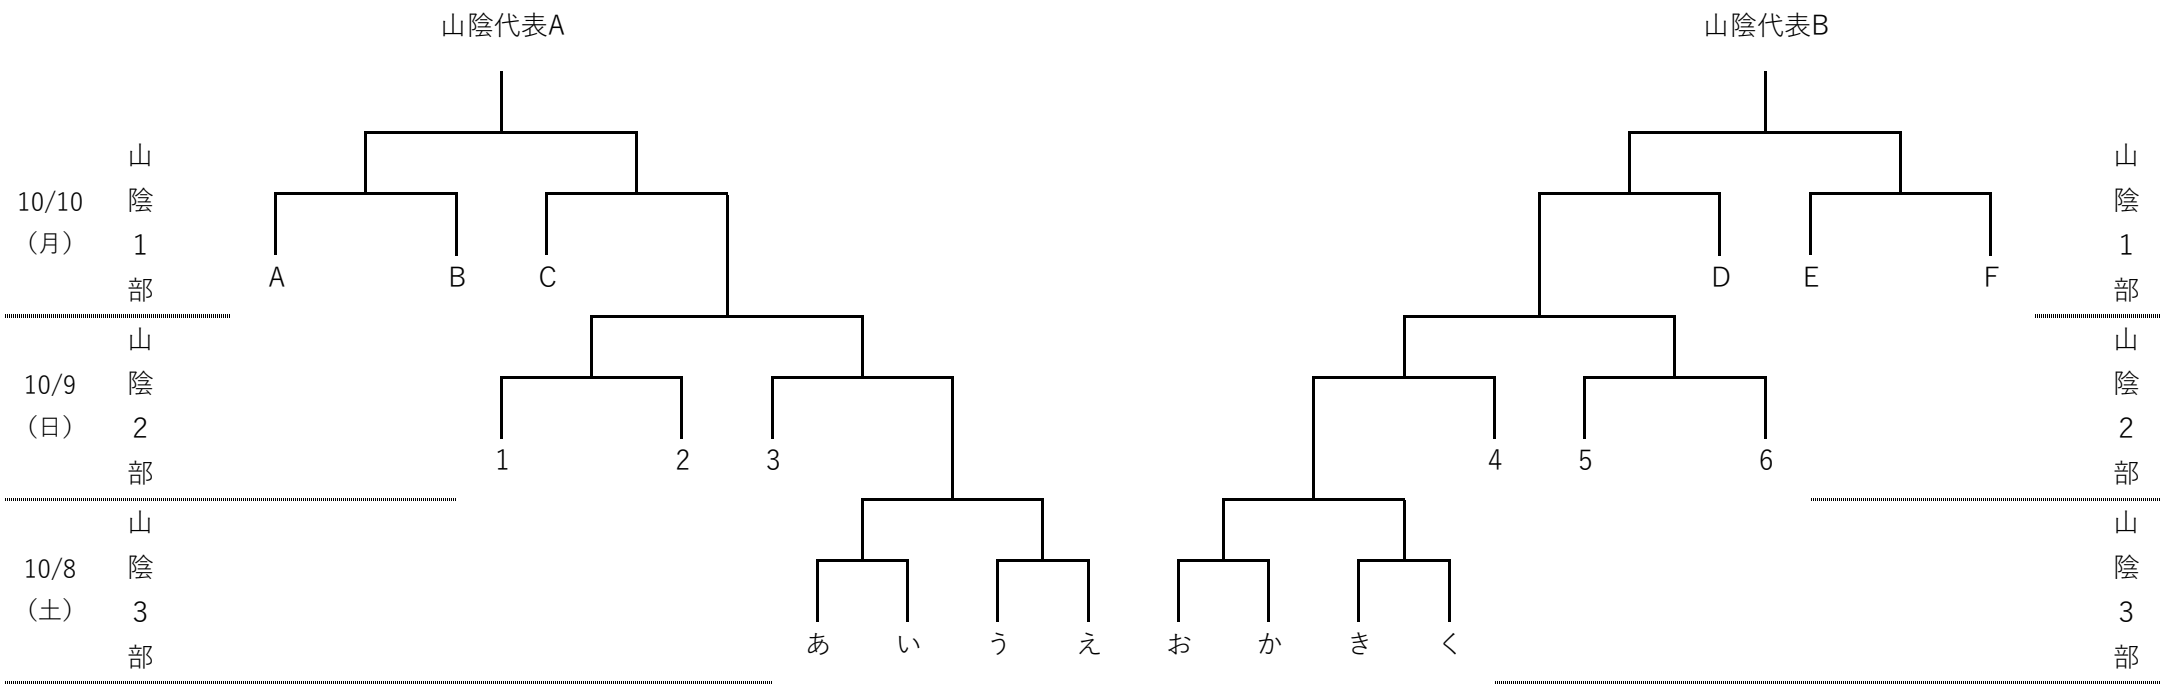 山陰代表A 山陰代表B
10/10
（月）
山陰1部
山陰1部
A B C D E F
10/9
（日）
山陰2部
山陰2部
1 2 3 4 5 6
10/8
（土）
山陰3部
山陰3部
あ い う え お か き く